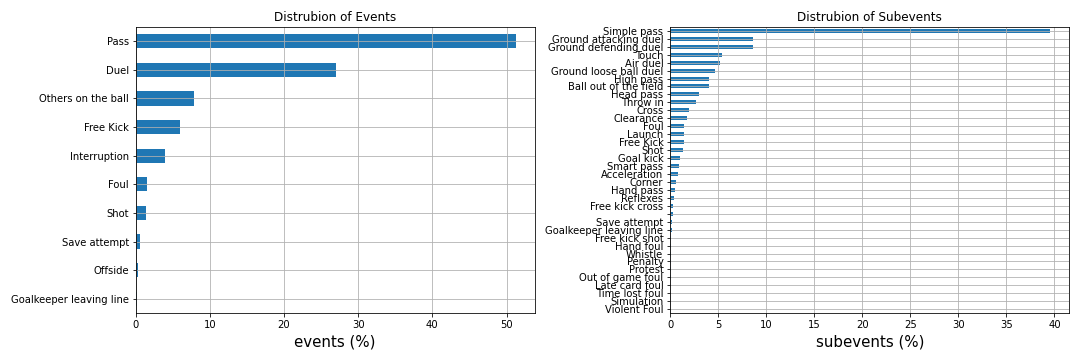 Distrubion of Events
Pass
Duel
Others on the ball
Free Kick
Interruption
Foul
Shot
Save attempt
Offside
Goalkeeper leaving line
0 10 20 30 40 50
events (%)
Distrubion of Subevents
Simple pass
Ground attacking duel
Ground defending duel
Touch
Air duel
Ground loose ball duel
High pass
Ball out of the field
Head pass
Throw in
Cross
Clearance
Foul
Launch
Free Kick
Shot
Goal kick
Smart pass
Acceleration
Corner
Hand pass
Reflexes
Free kick cross
Save attempt
Goalkeeper leaving line
Free kick shot
Hand foul
Whistle
Penalty
Protest
Out of game foul
Late card foul
Time lost foul
Simulation
Violent Foul
0 5 10 15 20 25 30 35 40
subevents (%)